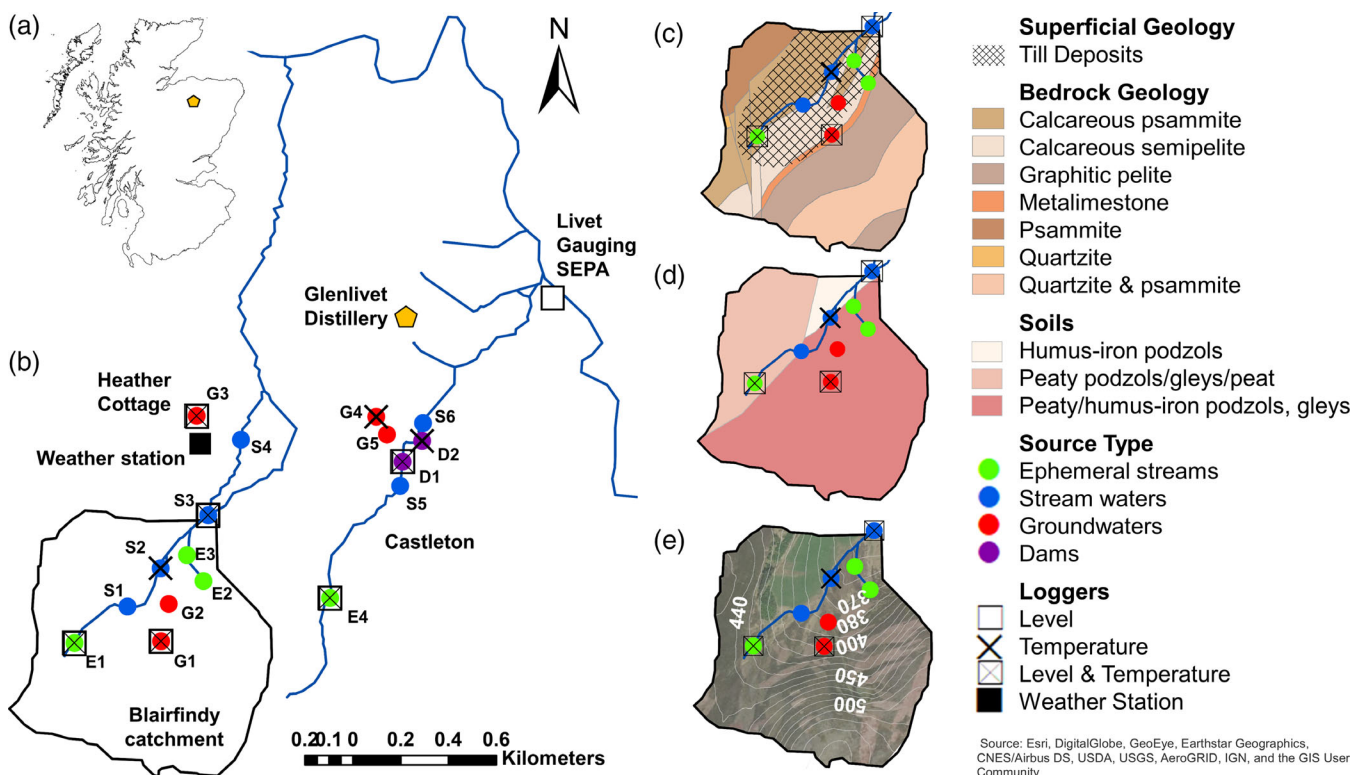 (a)
N
Livet
Gauging
SEPA
Glenlivet
Distillery
(b)
Heather
Cottage
G3
Weather station
S4
G4
G5
S6
D2
D1
S5
Castleton
E4
S3
S2
E3
S1
E2
G2
E1
G1
Blairfindy
catchment
0.2 0.1 0 0.2 0.4 0.6
Kilometers
(c)
(d)
(e)
440
370
380
400
450
500
Superficial Geology
Till Deposits
Bedrock Geology
Calcareous psammite
Calcareous semipelite
Graphitic pelite
Metalimestone
Psammite
Quartzite
Quartzite & psammite
Soils
Humus-iron podzols
Peaty podzols/gleys/peat
Peaty/humus-iron podzols, gleys
Source Type
Ephemeral streams
Stream waters
Groundwaters
Dams
Loggers
Level
Temperature
Level & Temperature
Weather Station
Source: Esri, DigitalGlobe, GeoEye, Earthstar Geographics,
CNES/Airbus DS, USDA, USGS, AeroGRID, IGN, and the GIS User
Community